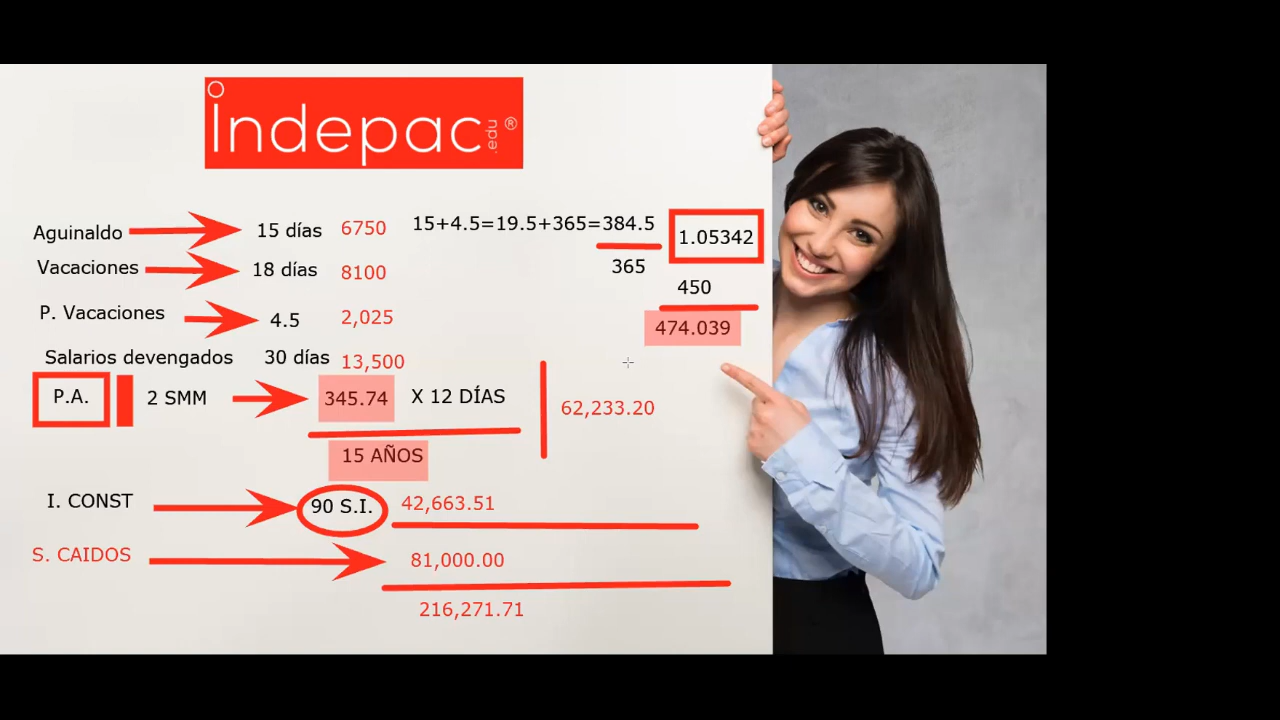 indepac .edu ®
Aguinaldo 15 días 6750 15+4.5=19.5+365=384.5 1.05342
365
Vacaciones 18 días 8100
450
P. Vacaciones 4.5 2,025
474.039
Salarios devengados 30 días 13,500
P.A. 2 SMM 345.74 X 12 DÍAS 62,233.20
15 AÑOS
I. CONST 90 S.I. 42,663.51
S. CAIDOS 81,000.00
216,271.71